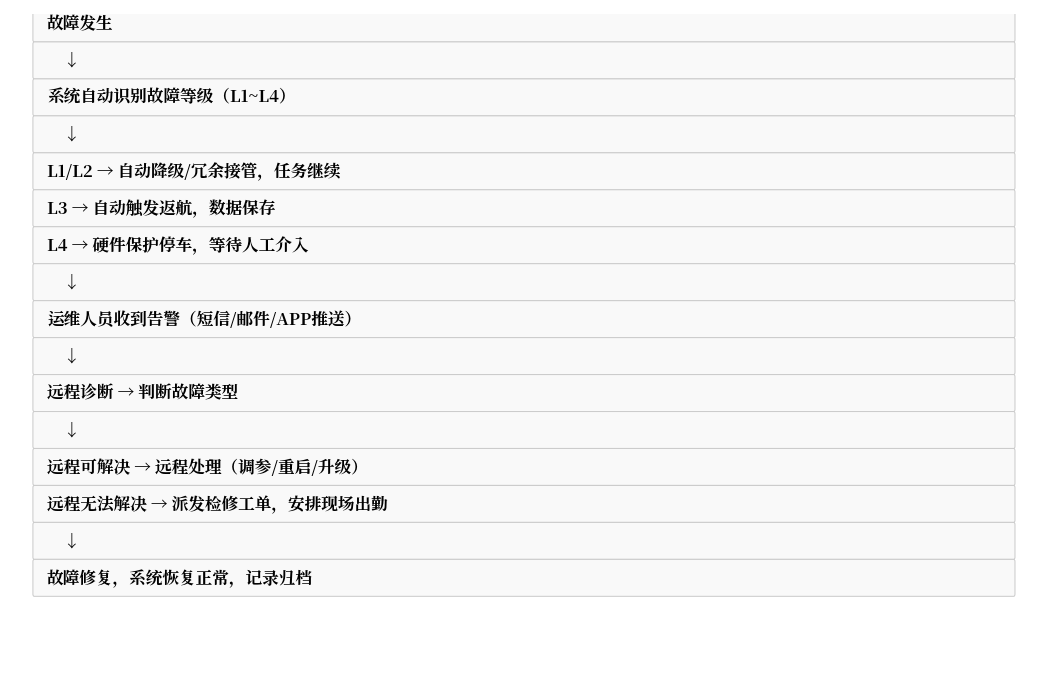 故障发生
↓
系统自动识别故障等级（L1~L4）
↓
L1/L2 → 自动降级/冗余接管，任务继续
L3 → 自动触发返航，数据保存
L4 → 硬件保护停车，等待人工介入
↓
运维人员收到告警（短信/邮件/APP推送）
↓
远程诊断 → 判断故障类型
↓
远程可解决 → 远程处理（调参/重启/升级）
远程无法解决 → 派发检修工单，安排现场出勤
↓
故障修复，系统恢复正常，记录归档